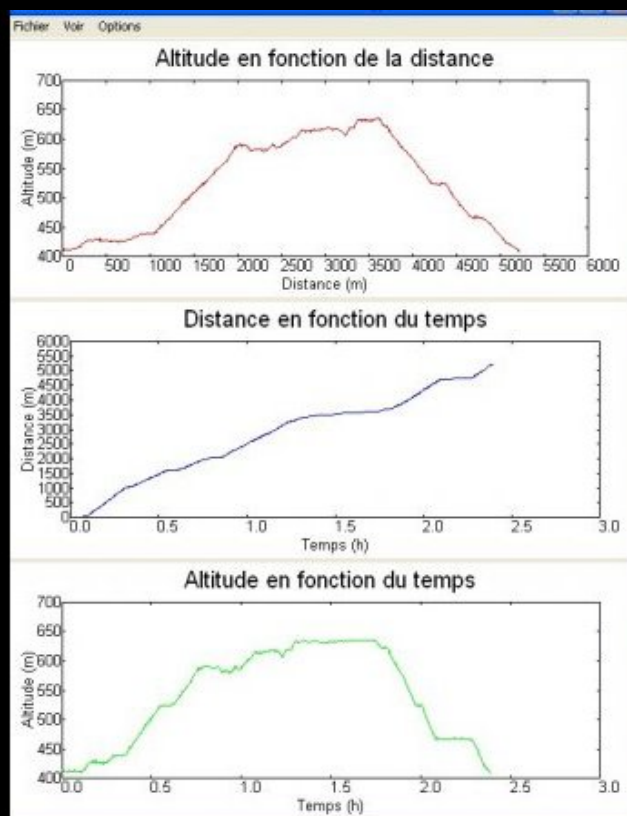 Fichier Voir Options
Altitude en fonction de la distance
700
650
600
550
500
450
400
Altitude (m)
0 500 1000 1500 2000 2500 3000 3500 4000 4500 5000 5500 6000
Distance (m)
Distance en fonction du temps
6000
5500
5000
4500
4000
3500
3000
2500
2000
1500
1000
500
0
Distance (m)
0.0 0.5 1.0 1.5 2.0 2.5 3.0
Temps (h)
Altitude en fonction du temps
700
650
600
550
500
450
400
Altitude (m)
0.0 0.5 1.0 1.5 2.0 2.5 3.0
Temps (h)